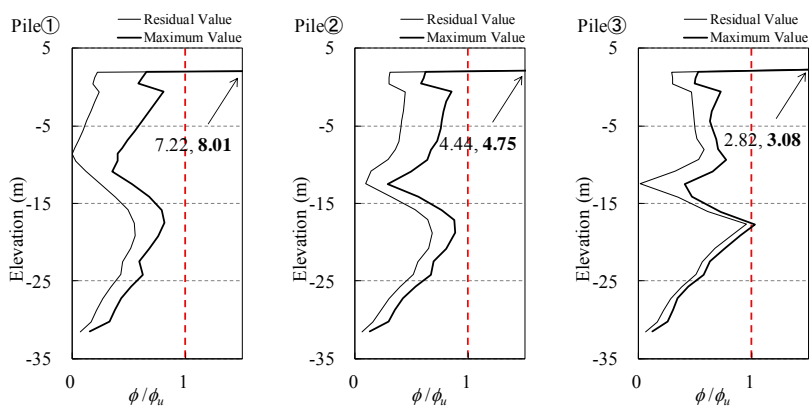 Pile①
Residual Value
Maximum Value
5
-5
-15
-25
-35
Elevation (m)
7.22, 8.01
0
1
ϕ/ϕu
Pile②
Residual Value
Maximum Value
5
-5
-15
-25
-35
Elevation (m)
4.44, 4.75
0
1
ϕ/ϕu
Pile③
Residual Value
Maximum Value
5
-5
-15
-25
-35
Elevation (m)
2.82, 3.08
0
1
ϕ/ϕu